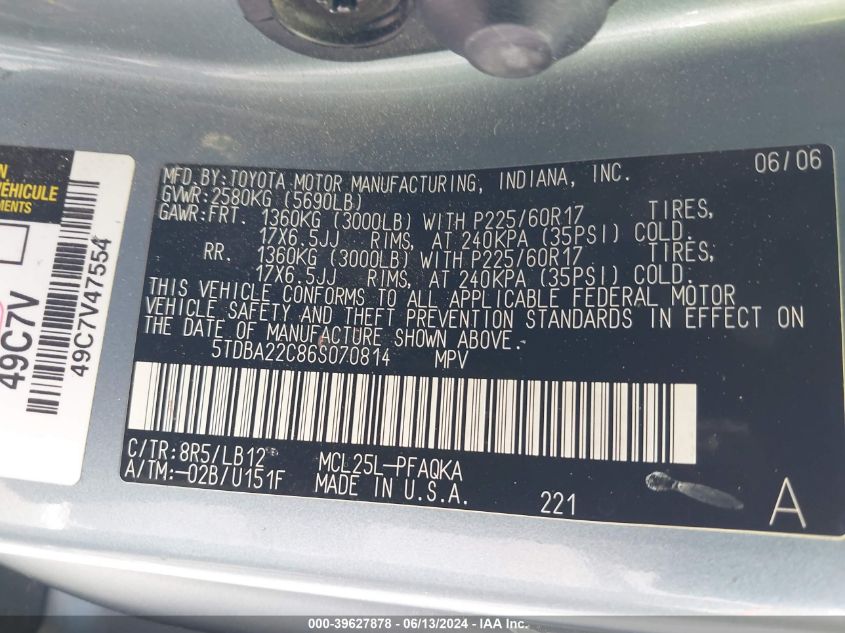 N
VÉHICULE
EMENTS
49C7V
49C7V47554
MFD.BY:TOYOTA MOTOR MANUFACTURING, INDIANA, INC. 06/06
GVWR:2580KG (5690LB)
GAWR:FRT. 1360KG (3000LB) WITH P225/60R17 TIRES,
17X6.5JJ RIMS, AT 240KPA (35PSI) COLD.
RR. 1360KG (3000LB) WITH P225/60R17 TIRES,
17X6.5JJ RIMS, AT 240KPA (35PSI) COLD.
THIS VEHICLE CONFORMS TO ALL APPLICABLE FEDERAL MOTOR
VEHICLE SAFETY AND THEFT PREVENTION STANDARDS IN EFFECT ON
THE DATE OF MANUFACTURE SHOWN ABOVE.
5TDBA22C86S070814 MPV
C/TR:8R5/LB12 MCL25L-PFAQKA
A/TM:-02B/U151F MADE IN U.S.A. 221 A
000-39627878 - 06/13/2024 - IAA Inc.